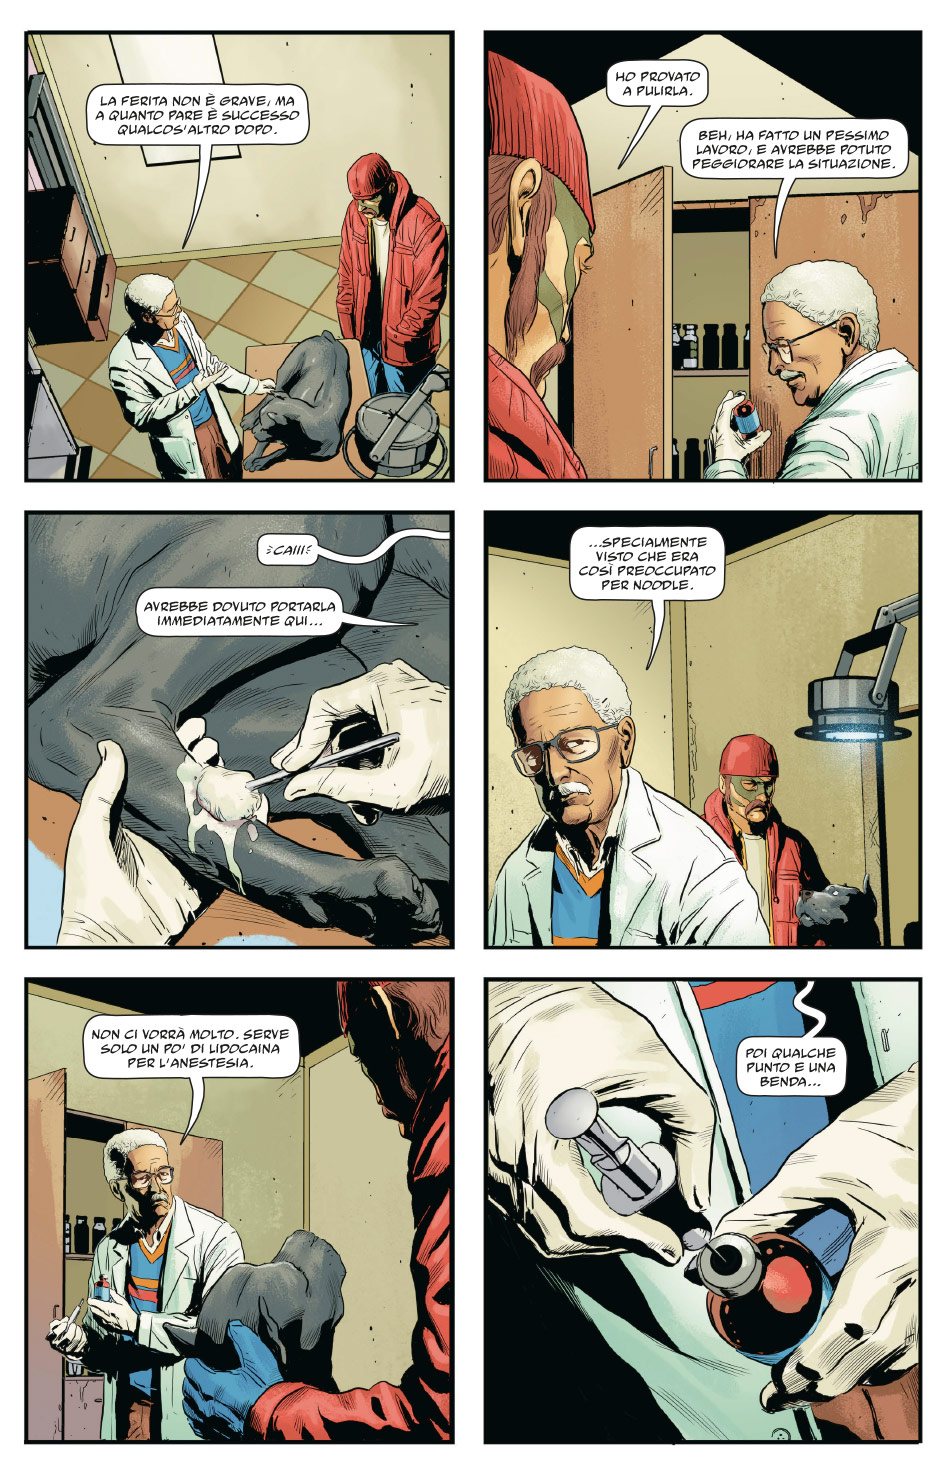 LA FERITA NON È GRAVE, MA
A QUANTO PARE È SUCCESSO
QUALCOS'ALTRO DOPO.
HO PROVATO
A PULIRLA.
BEH, HA FATTO UN PESSIMO
LAVORO, E AVREBBE POTUTO
PEGGIORARE LA SITUAZIONE.
CAIII
AVREBBE DOVUTO PORTARLA
IMMEDIATAMENTE QUI...
...SPECIALMENTE
VISTO CHE ERA
COSÌ PREOCCUPATO
PER NOODLE.
NON CI VORRÀ MOLTO. SERVE
SOLO UN PO' DI LIDOCAINA
PER L'ANESTESIA.
POI QUALCHE
PUNTO E UNA
BENDA...